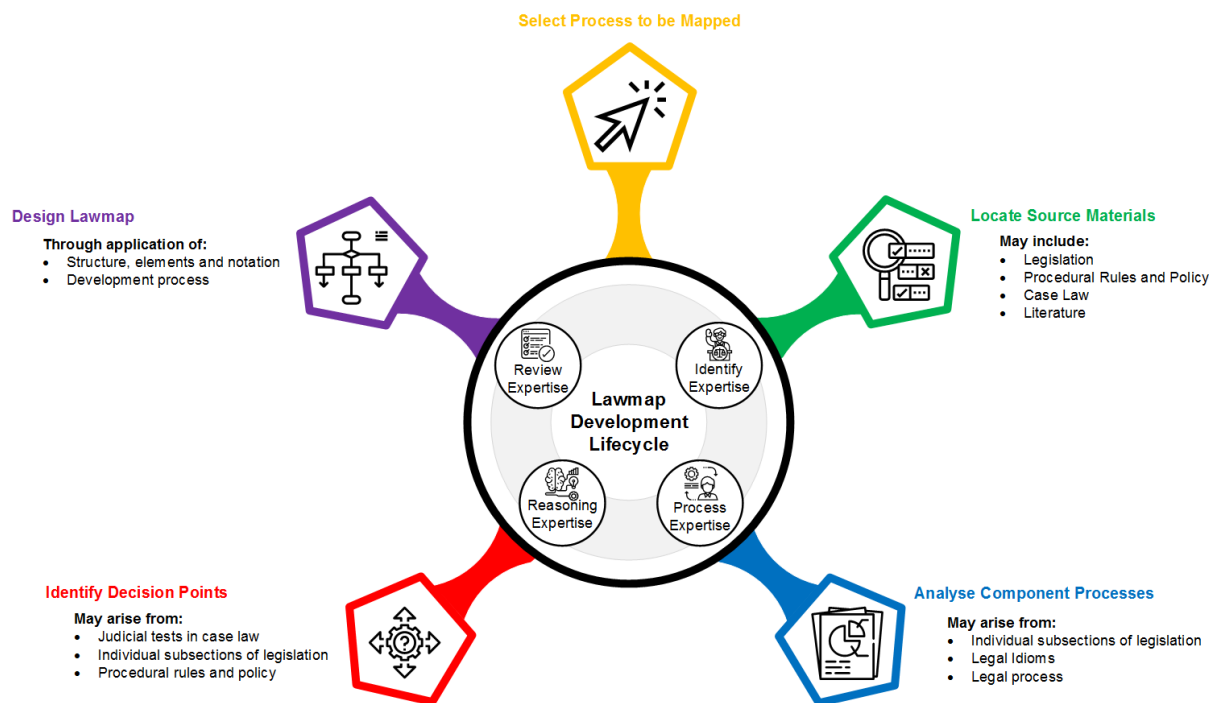 Select Process to be Mapped
Design Lawmap
Through application of:
• Structure, elements and notation
• Development process
Locate Source Materials
May include:
• Legislation
• Procedural Rules and Policy
• Case Law
• Literature
Review
Expertise
Identify
Expertise
Lawmap
Development
Lifecycle
Reasoning
Expertise
Process
Expertise
Identify Decision Points
May arise from:
• Judicial tests in case law
• Individual subsections of legislation
• Procedural rules and policy
?
Analyse Component Processes
May arise from:
• Individual subsections of legislation
• Legal Idioms
• Legal process